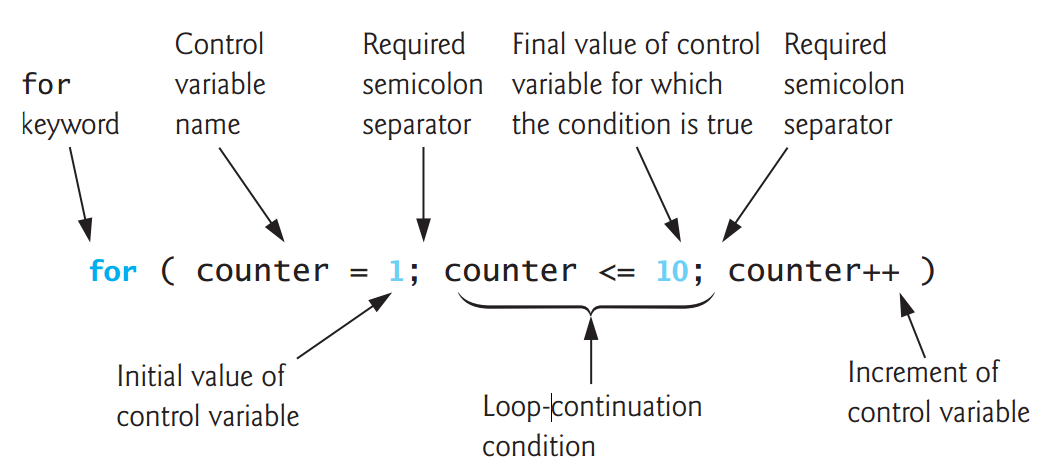 for
keyword
Control
variable
name
Required
semicolon
separator
Final value of control
variable for which
the condition is true
Required
semicolon
separator
for ( counter = 1; counter <= 10; counter++ )
Initial value of
control variable
Loop-continuation
condition
Increment of
control variable